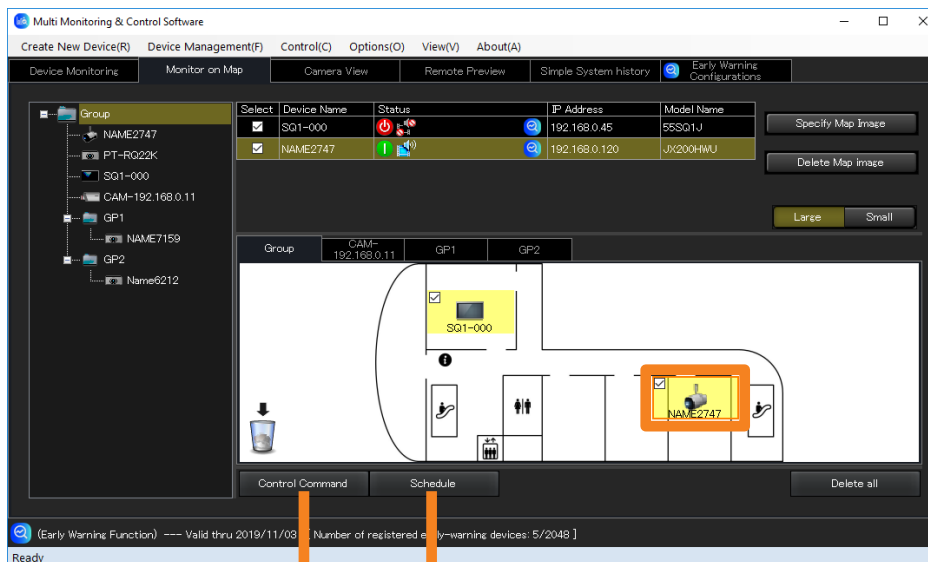 Multi Monitoring & Control Software
Create New Device(R) Device Management(F) Control(C) Options(O) View(V) About(A)
Device Monitoring Monitor on Map Camera View Remote Preview Simple System history Early Warning Configurations
Group
NAME2747
PT-RQ22K
SQ1-000
CAM-192.168.0.11
GP1
NAME7159
GP2
Name6212
Select Device Name Status IP Address Model Name
SQ1-000 192.168.0.45 55SQ1J
NAME2747 192.168.0.120 JX200HWU
Specify Map Image
Delete Map image
Large Small
Group CAM-192.168.0.11 GP1 GP2
SQ1-000
NAME2747
Control Command Schedule Delete all
(Early Warning Function) --- Valid thru 2019/11/03 [ Number of registered early-warning devices: 5/2048 ]
Ready